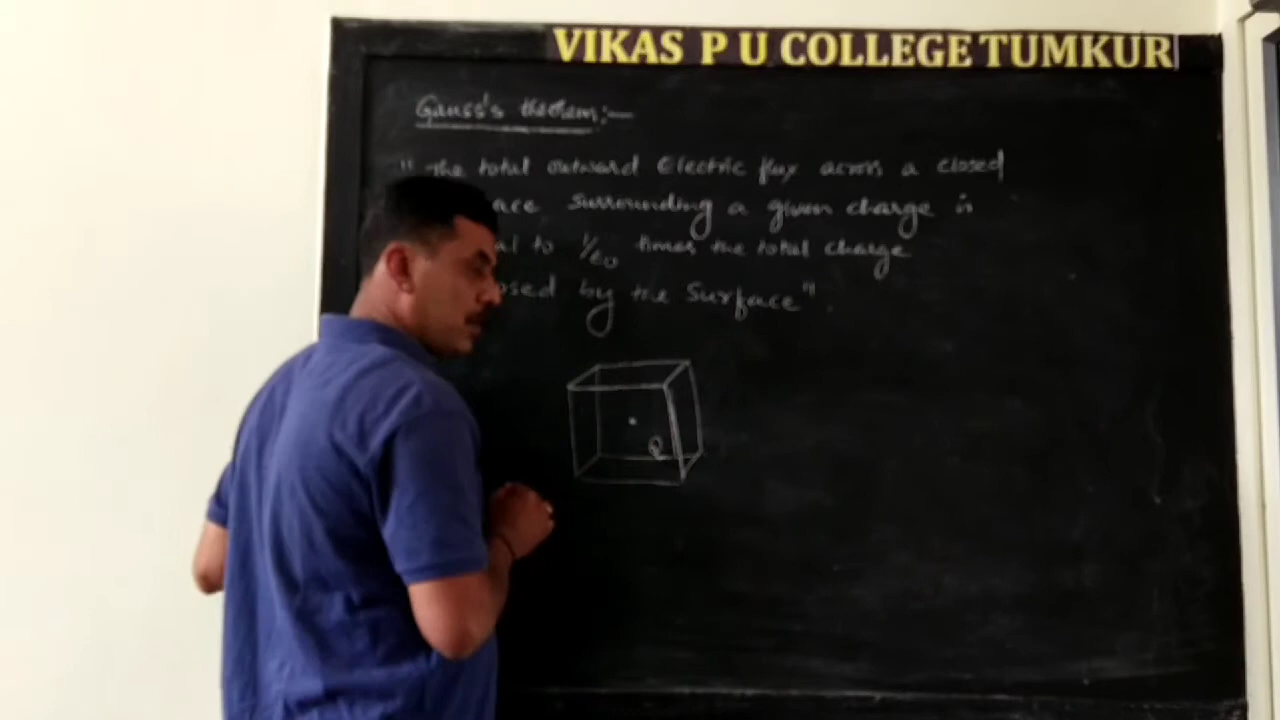 VIKAS P U COLLEGE TUMKUR
Gauss's theorem:-
" The total outward Electric flux across a closed
ace surrounding a given charge is
al to 1/ε0 times the total charge
osed by the Surface".
Q